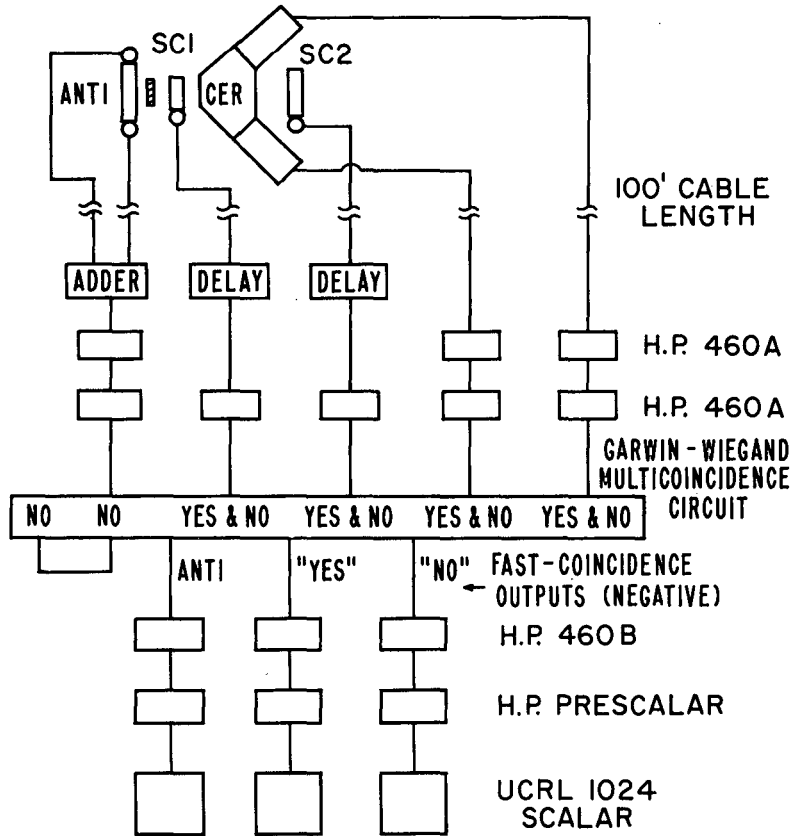 SC1
SC2
ANTI
CER
100' CABLE
LENGTH
ADDER
DELAY
DELAY
H.P. 460A
H.P. 460A
GARWIN-WIEGAND
MULTICOINCIDENCE
CIRCUIT
NO
NO
YES & NO
YES & NO
YES & NO
YES & NO
ANTI
"YES"
"NO"
FAST-COINCIDENCE
OUTPUTS (NEGATIVE)
H.P. 460B
H.P. PRESCALAR
UCRL 1024
SCALAR